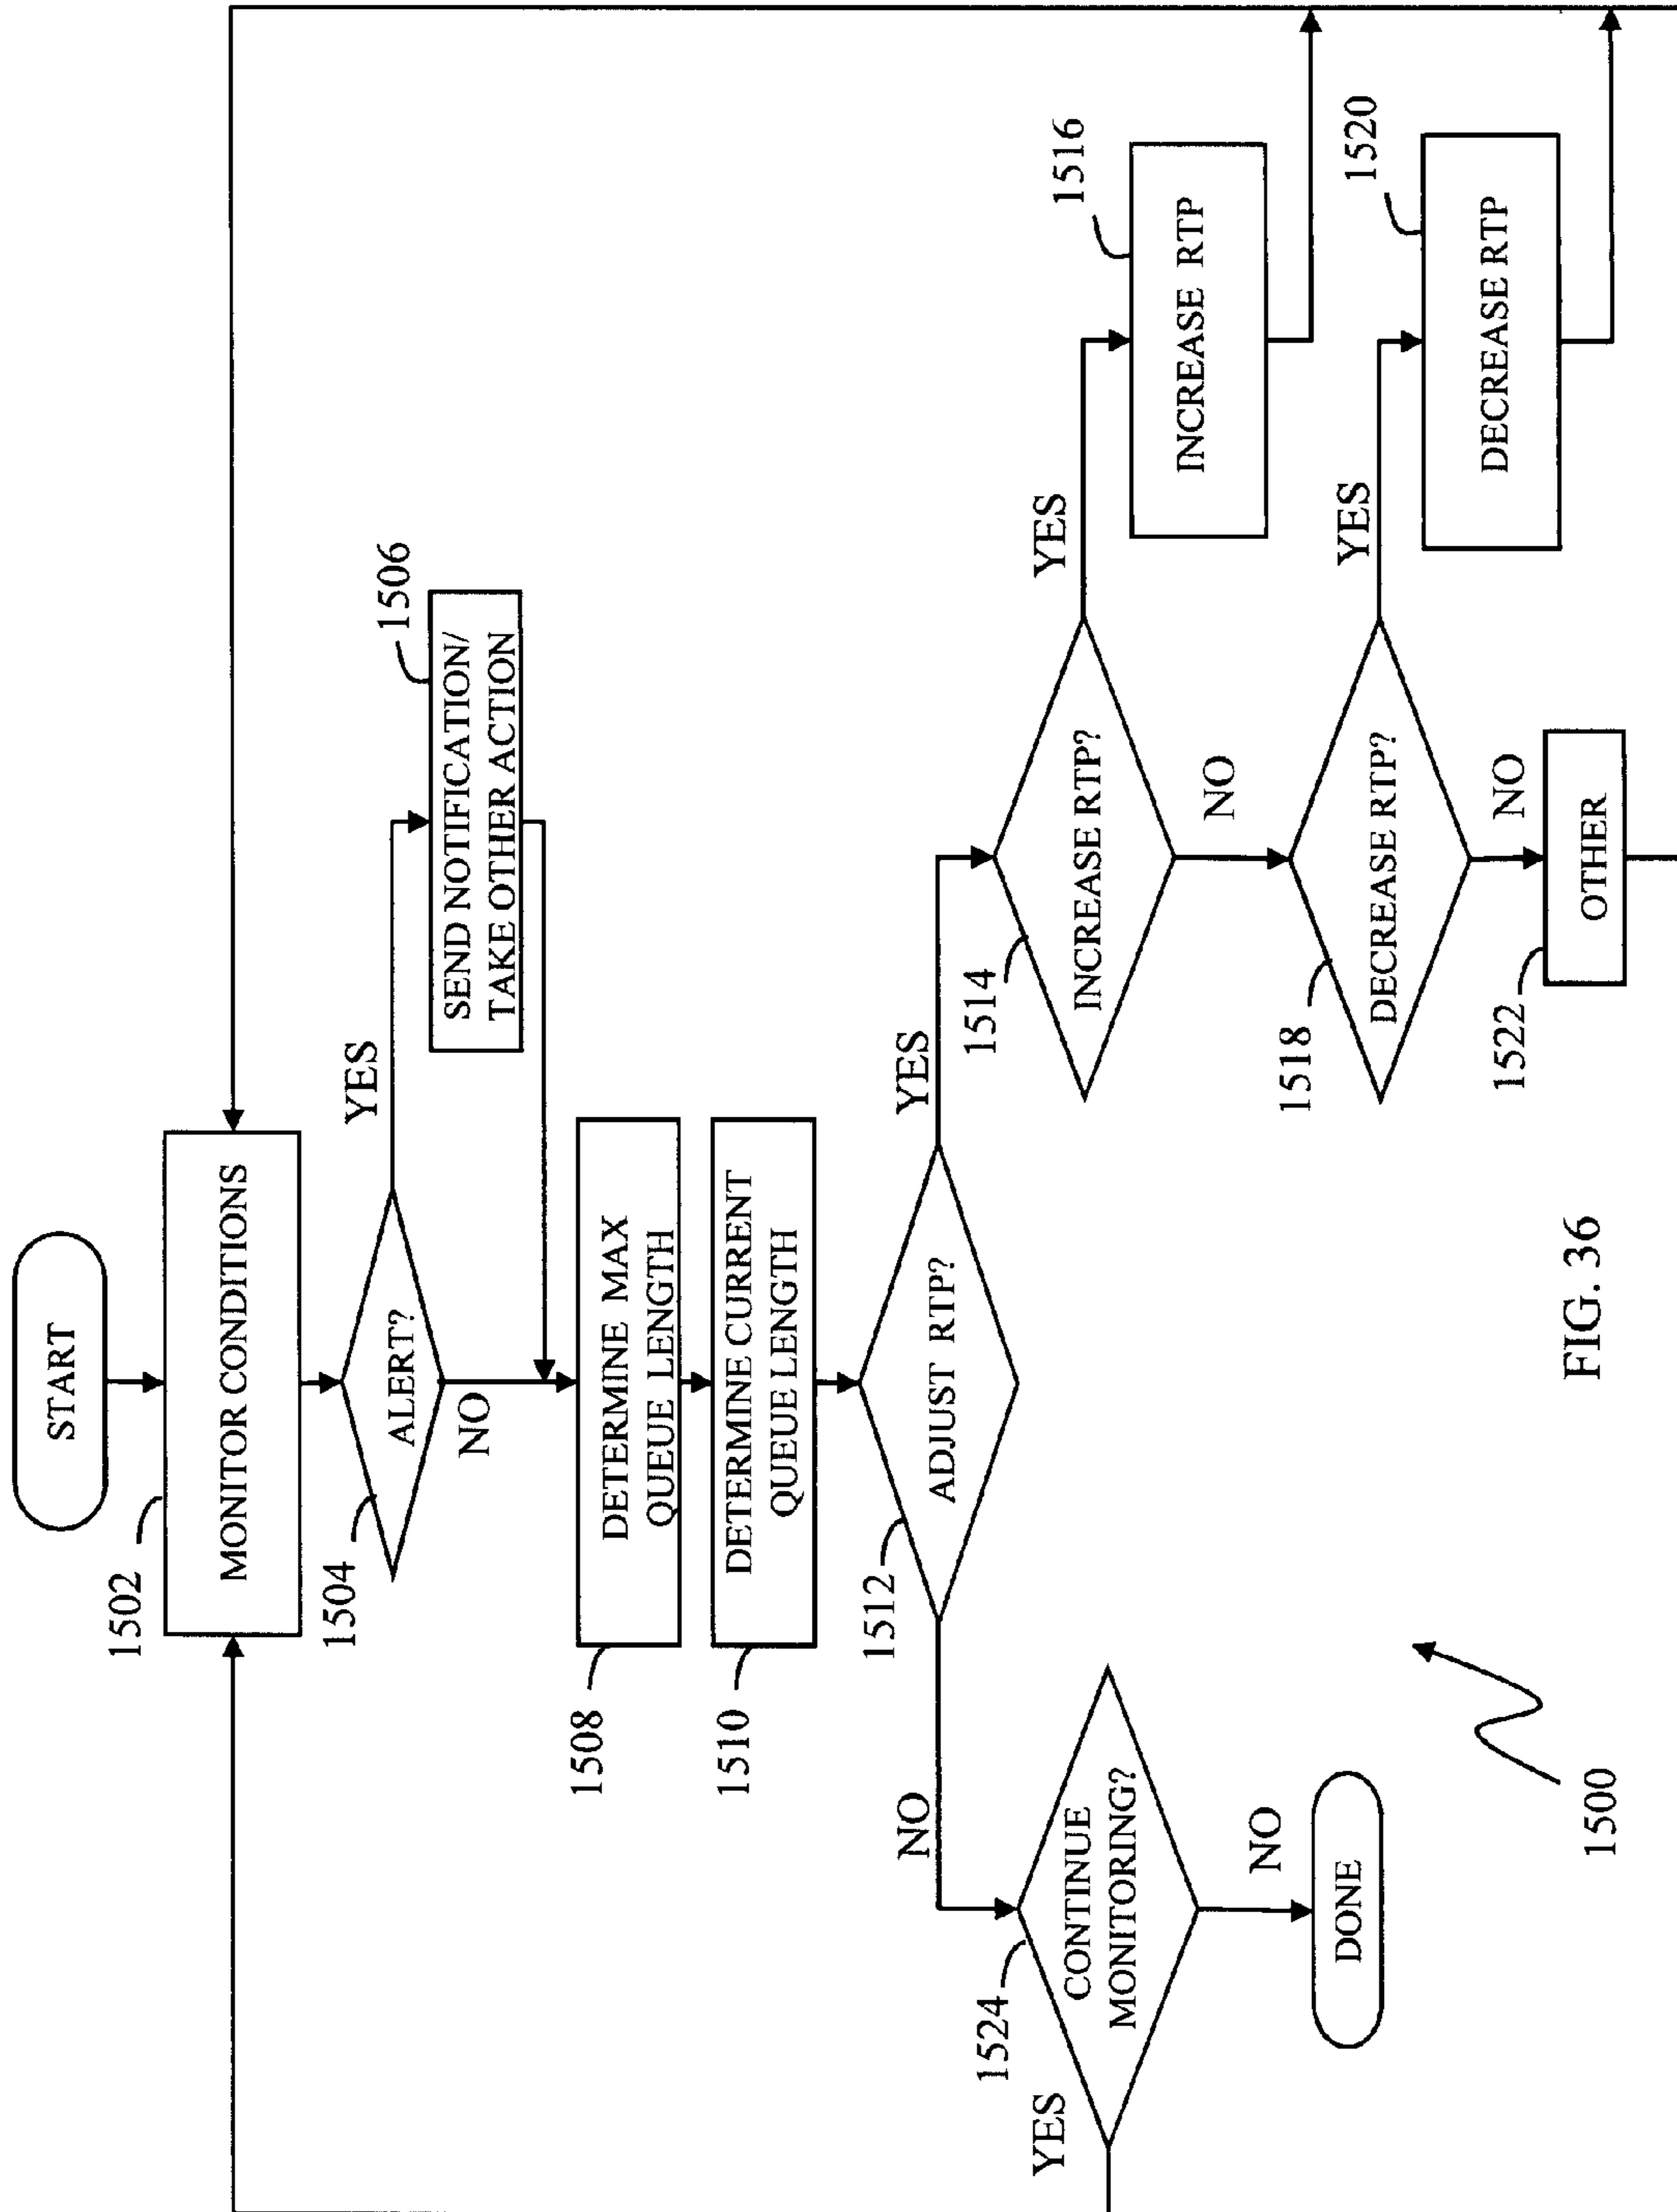 START
1502
MONITOR CONDITIONS
1504
ALERT?
YES
NO
1506
SEND NOTIFICATION/
TAKE OTHER ACTION
1508
DETERMINE MAX
QUEUE LENGTH
1510
DETERMINE CURRENT
QUEUE LENGTH
1512
ADJUST RTP?
NO
YES
1524
CONTINUE
MONITORING?
YES
NO
DONE
1514
INCREASE RTP?
YES
NO
1516
INCREASE RTP
1518
DECREASE RTP?
YES
NO
1520
DECREASE RTP
1522
OTHER
1500
FIG. 36